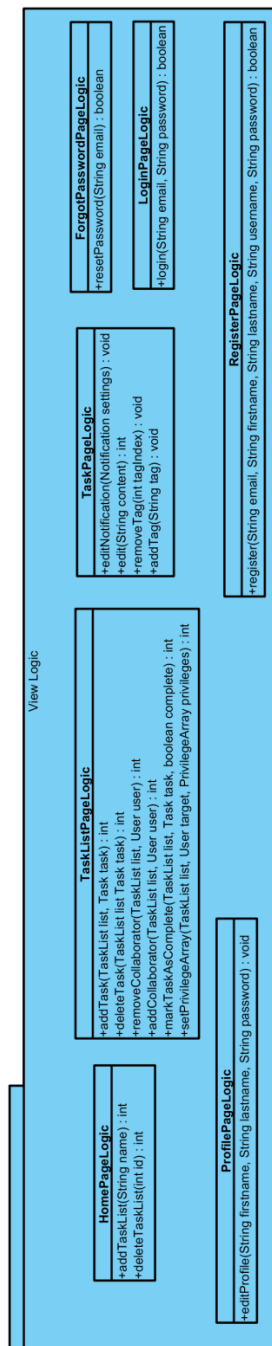 View Logic
HomePageLogic
+addTaskList(String name) : int
+deleteTaskList(int id) : int
TaskListPageLogic
+addTask(TaskList list, Task task) : int
+deleteTask(TaskList list Task task) : int
+removeCollaborator(TaskList list, User user) : int
+addCollaborator(TaskList list, User user) : int
+markTaskAsComplete(TaskList list, Task task, boolean complete) : int
+setPrivilegeArray(TaskList list, User target, PrivilegeArray privileges) : int
TaskPageLogic
+editNotification(Notification settings) : void
+edit(String content) : int
+removeTag(int tagIndex) : void
+addTag(String tag) : void
ForgotPasswordPageLogic
+resetPassword(String email) : boolean
LoginPageLogic
+login(String email, String password) : boolean
ProfilePageLogic
+editProfile(String firstname, String lastname, String password) : void
RegisterPageLogic
+register(String email, String firstname, String lastname, String username, String password) : boolean